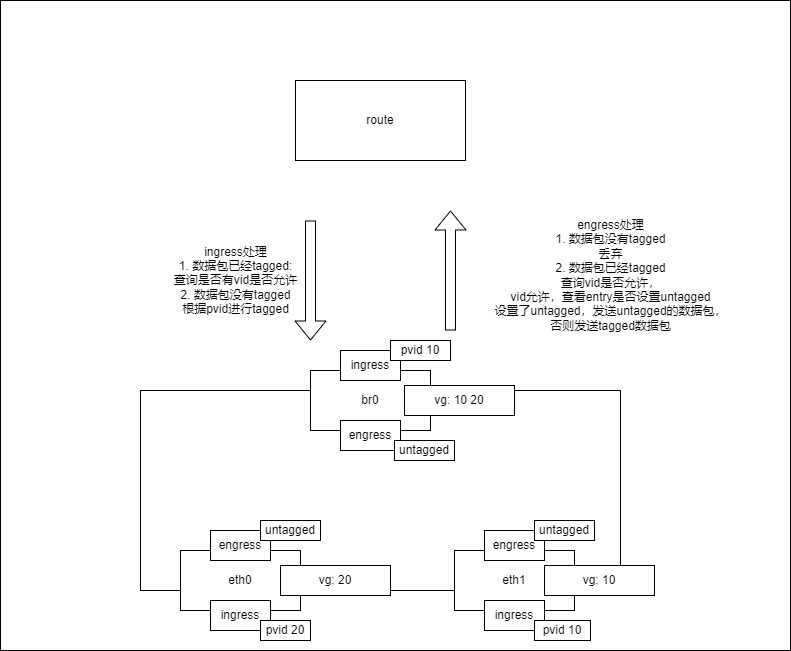 route
ingress处理
1. 数据包已经tagged:
查询是否有vid是否允许
2. 数据包没有tagged
根据pvid进行tagged
engress处理
1. 数据包没有tagged
丢弃
2. 数据包已经tagged
查询vid是否允许，
vid允许，查看entry是否设置untagged
设置了untagged，发送untagged的数据包，
否则发送tagged数据包
pvid 10
ingress
br0
vg: 10 20
engress
untagged
untagged
engress
eth0
vg: 20
ingress
pvid 20
untagged
engress
eth1
vg: 10
ingress
pvid 10